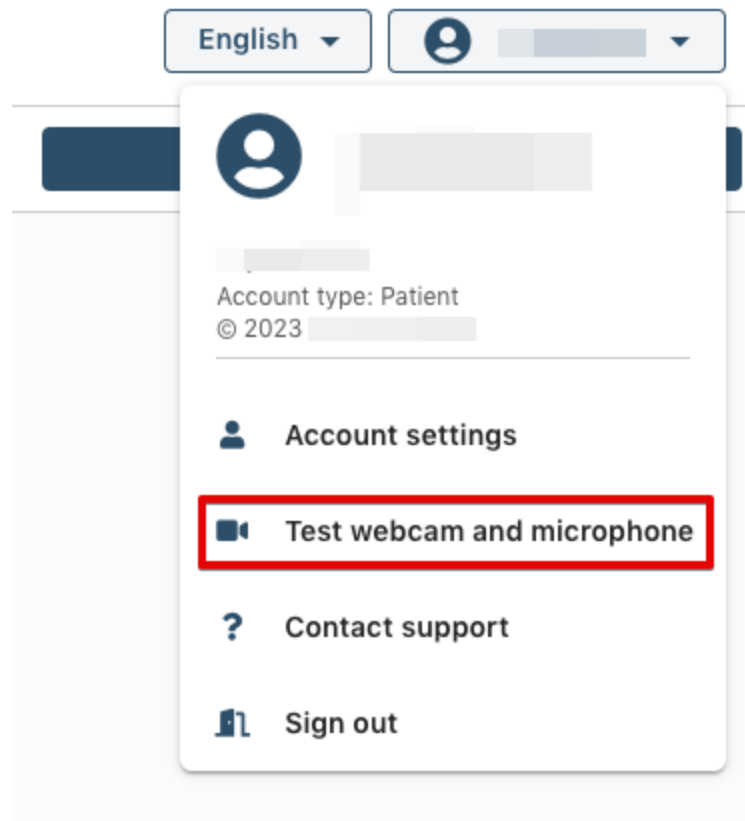 English
Account type: Patient
© 2023
Account settings
Test webcam and microphone
? Contact support
Sign out